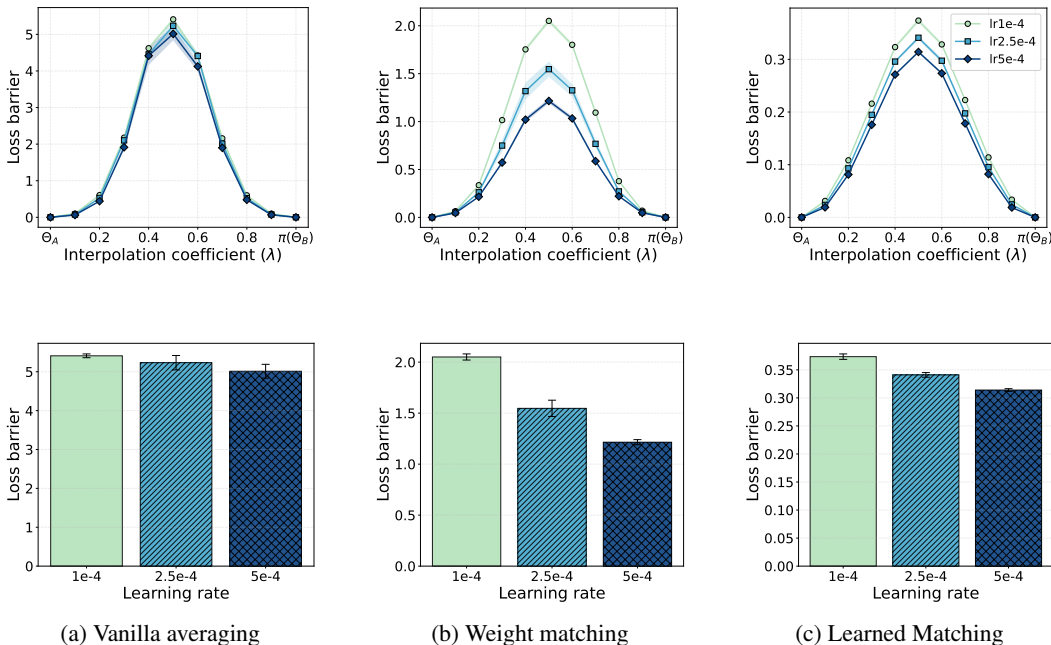 5
4
3
2
1
0
Loss barrier
Θ_A 0.2 0.4 0.6 0.8 π(Θ_B)
Interpolation coefficient (λ)
2.0
1.5
1.0
0.5
0.0
Loss barrier
Θ_A 0.2 0.4 0.6 0.8 π(Θ_B)
Interpolation coefficient (λ)
0.3
0.2
0.1
0.0
Loss barrier
lr1e-4
lr2.5e-4
lr5e-4
Θ_A 0.2 0.4 0.6 0.8 π(Θ_B)
Interpolation coefficient (λ)
5
4
3
2
1
0
Loss barrier
1e-4 2.5e-4 5e-4
Learning rate
(a) Vanilla averaging
2.0
1.5
1.0
0.5
0.0
Loss barrier
1e-4 2.5e-4 5e-4
Learning rate
(b) Weight matching
0.35
0.30
0.25
0.20
0.15
0.10
0.05
0.00
Loss barrier
1e-4 2.5e-4 5e-4
Learning rate
(c) Learned Matching